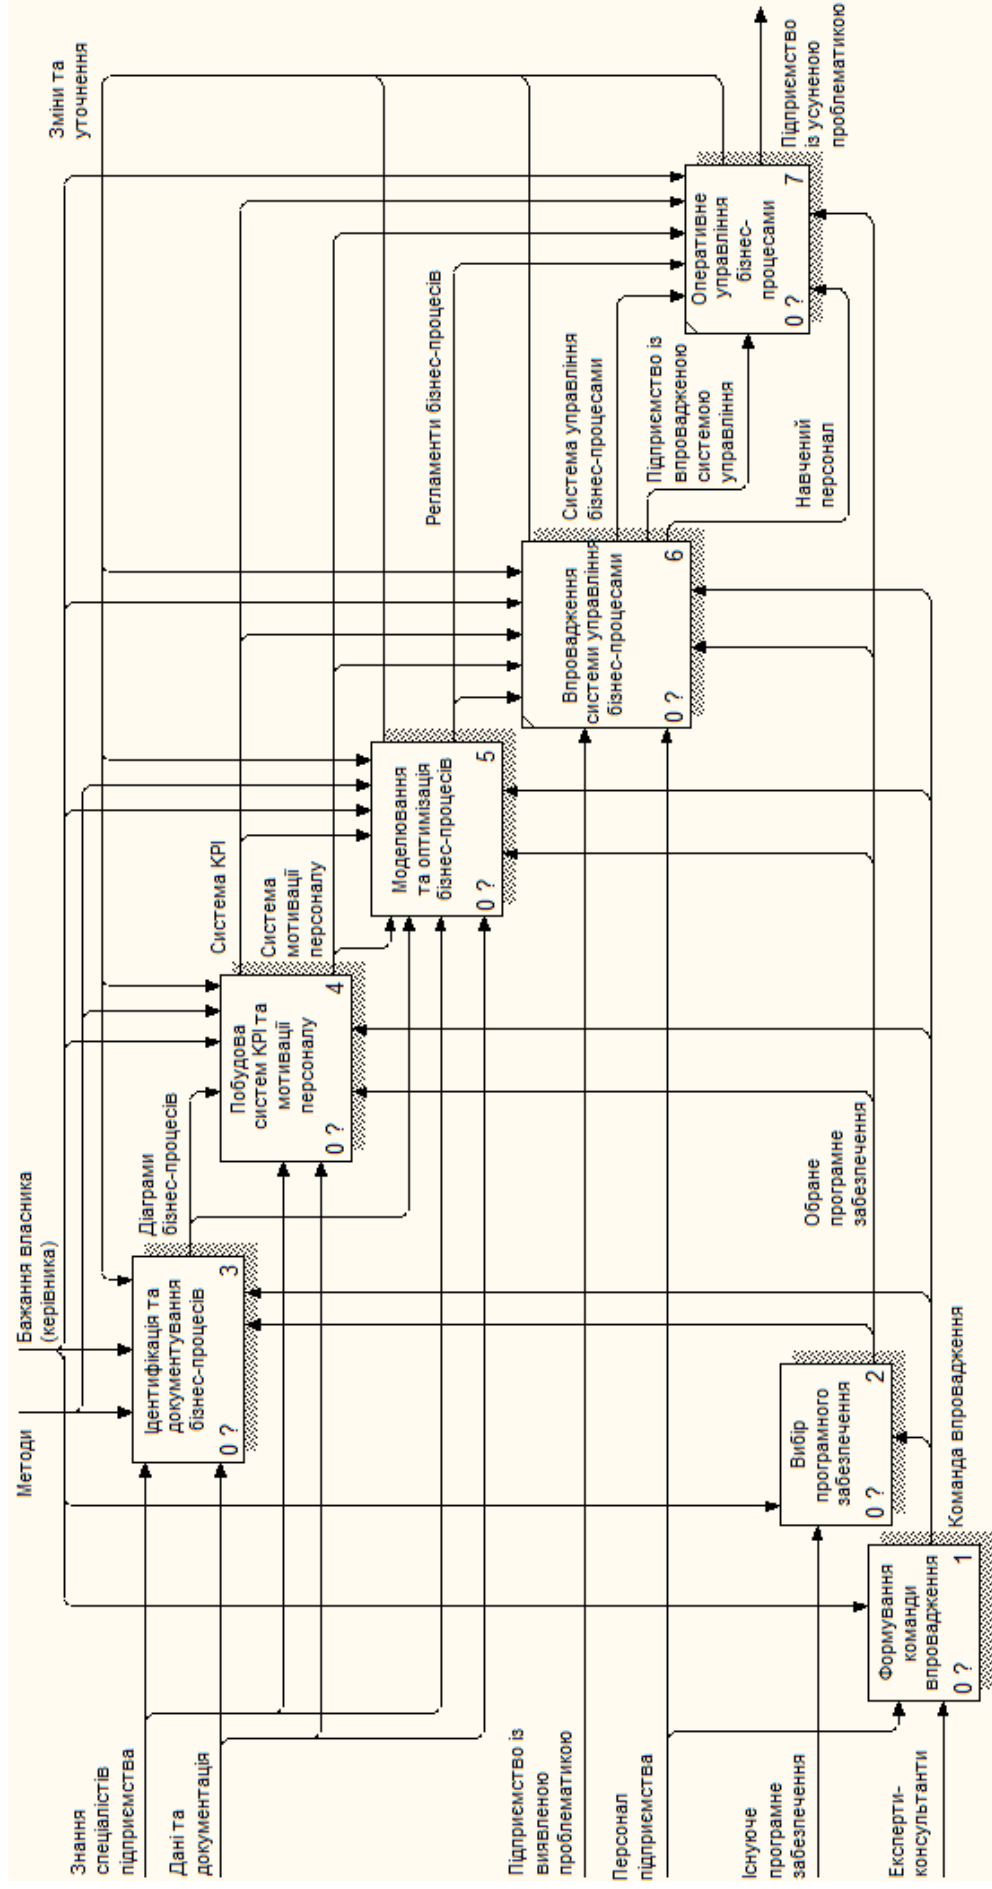 Методи
Бажання власника
(керівника)
Зміни та
уточнення
Знання
спеціалістів
підприємства
Дані та
документація
Підприємство із
виявленою
проблематикою
Персонал
підприємства
Існуюче
програмне
забезпечення
Експерти-
консультанти
Ідентифікація та
документування
бізнес-процесів
0 ?
3
Діаграми
бізнес-процесів
Побудова
систем KPI та
мотивації
персоналу
0 ?
4
Система KPI
Система
мотивації
персоналу
Моделювання
та оптимізація
бізнес-процесів
0 ?
5
Регламенти бізнес-процесів
Впровадження
системи управління
бізнес-процесами
0 ?
6
Система управління
бізнес-процесами
Підприємство із
впровадженою
системою
управління
Навчений
персонал
Оперативне
управління
бізнес-
процесами
0 ?
7
Підприємство
із усуненою
проблематикою
Вибір
програмного
забезпечення
0 ?
2
Обране
програмне
забезпечення
Формування
команди
впровадження
0 ?
1
Команда впровадження